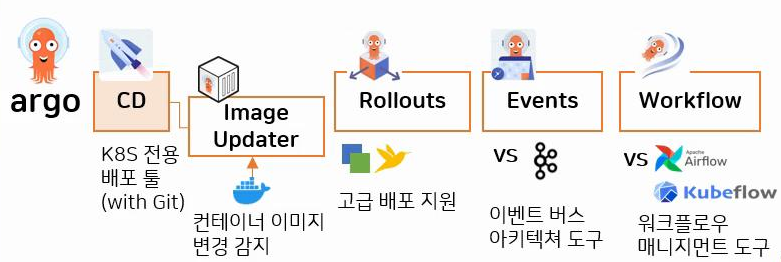 argo
CD
K8S 전용
배포 툴
(with Git)
Image
Updater
컨테이너 이미지
변경 감지
Rollouts
고급 배포 지원
Events
vs
이벤트 버스
아키텍쳐 도구
Workflow
vs
Apache
Airflow
Kubeflow
워크플로우
매니지먼트 도구